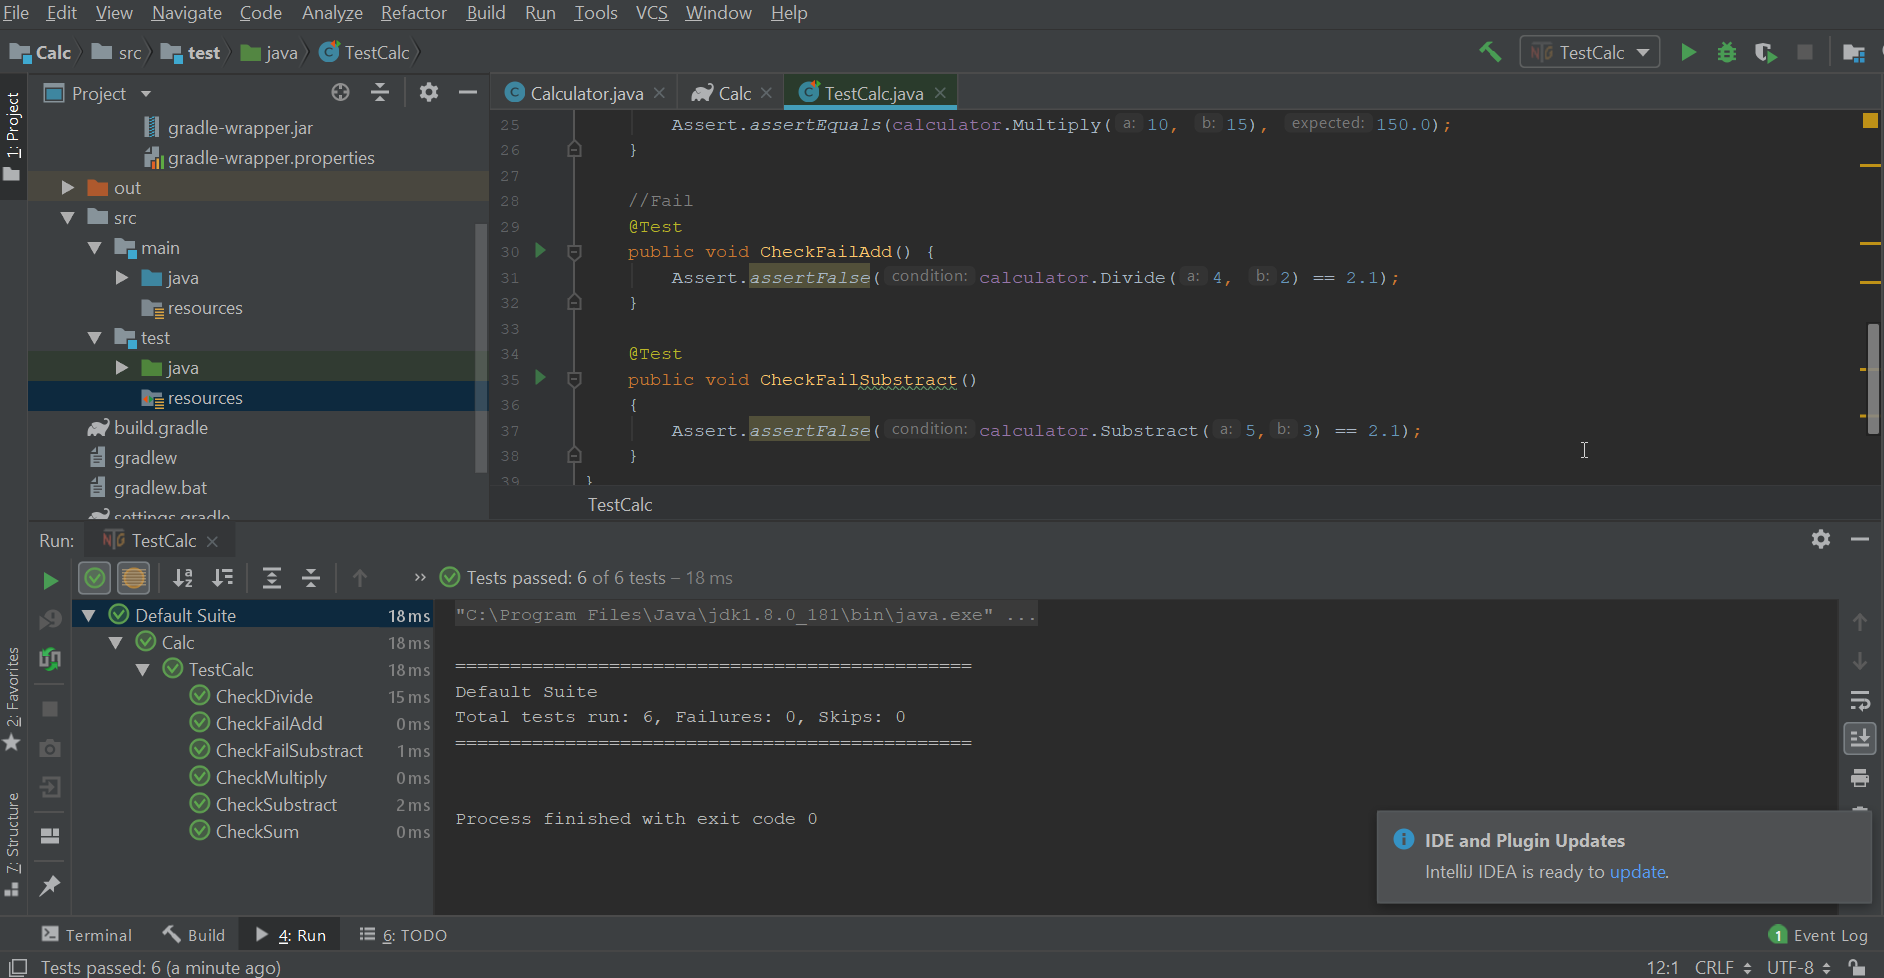 File Edit View Navigate Code Analyze Refactor Build Run Tools VCS Window Help
Calc src test java TestCalc
TestCalc
1: Project
2: Favorites
7: Structure
Project
gradle-wrapper.jar
gradle-wrapper.properties
out
src
main
java
resources
test
java
resources
build.gradle
gradlew
gradlew.bat
settings.gradle
Calculator.java Calc TestCalc.java
25 Assert.assertEquals(calculator.Multiply( a: 10, b: 15), expected: 150.0);
26 }
27
28 //Fail
29 @Test
30 public void CheckFailAdd() {
31 Assert.assertFalse( condition: calculator.Divide( a: 4, b: 2) == 2.1);
32 }
33
34 @Test
35 public void CheckFailSubstract()
36 {
37 Assert.assertFalse( condition: calculator.Substract( a: 5, b: 3) == 2.1);
38 }
39 }
TestCalc
Run: TestCalc
» Tests passed: 6 of 6 tests – 18 ms
Default Suite 18 ms
Calc 18 ms
TestCalc 18 ms
CheckDivide 15 ms
CheckFailAdd 0 ms
CheckFailSubstract 1 ms
CheckMultiply 0 ms
CheckSubstract 2 ms
CheckSum 0 ms
"C:\Program Files\Java\jdk1.8.0_181\bin\java.exe" ...
===============================================
Default Suite
Total tests run: 6, Failures: 0, Skips: 0
===============================================
Process finished with exit code 0
IDE and Plugin Updates
IntelliJ IDEA is ready to update.
Terminal Build 4: Run 6: TODO 1 Event Log
Tests passed: 6 (a minute ago) 12:1 CRLF UTF-8